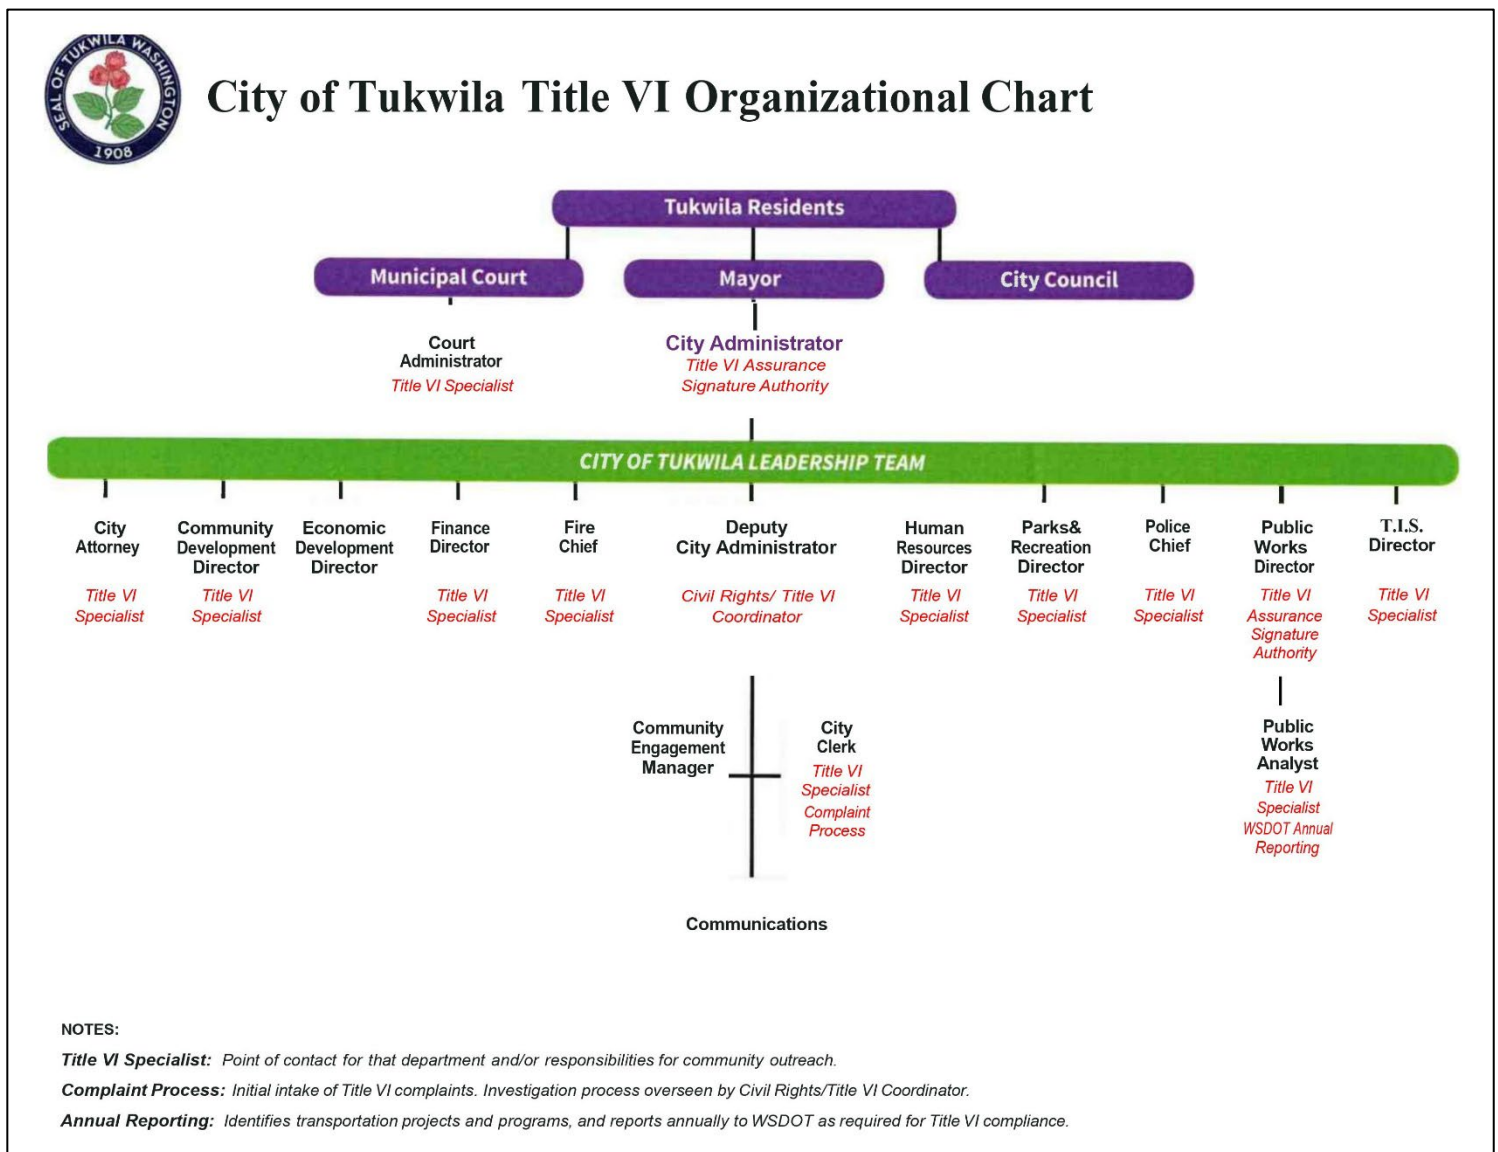 SEAL OF TUKWILA WASHINGTON
1908
City of Tukwila Title VI Organizational Chart
Tukwila Residents
Municipal Court
Mayor
City Council
Court
Administrator
Title VI Specialist
City Administrator
Title VI Assurance
Signature Authority
CITY OF TUKWILA LEADERSHIP TEAM
City
Attorney
Title VI
Specialist
Community
Development
Director
Title VI
Specialist
Economic
Development
Director
Finance
Director
Title VI
Specialist
Fire
Chief
Title VI
Specialist
Deputy
City Administrator
Civil Rights/ Title VI
Coordinator
Human
Resources
Director
Title VI
Specialist
Parks&
Recreation
Director
Title VI
Specialist
Police
Chief
Title VI
Specialist
Public
Works
Director
Title VI
Assurance
Signature
Authority
T.I.S.
Director
Title VI
Specialist
Community
Engagement
Manager
City
Clerk
Title VI
Specialist
Complaint
Process
Public
Works
Analyst
Title VI
Specialist
WSDOT Annual
Reporting
Communications
NOTES:
Title VI Specialist: Point of contact for that department and/or responsibilities for community outreach.
Complaint Process: Initial intake of Title VI complaints. Investigation process overseen by Civil Rights/Title VI Coordinator.
Annual Reporting: Identifies transportation projects and programs, and reports annually to WSDOT as required for Title VI compliance.